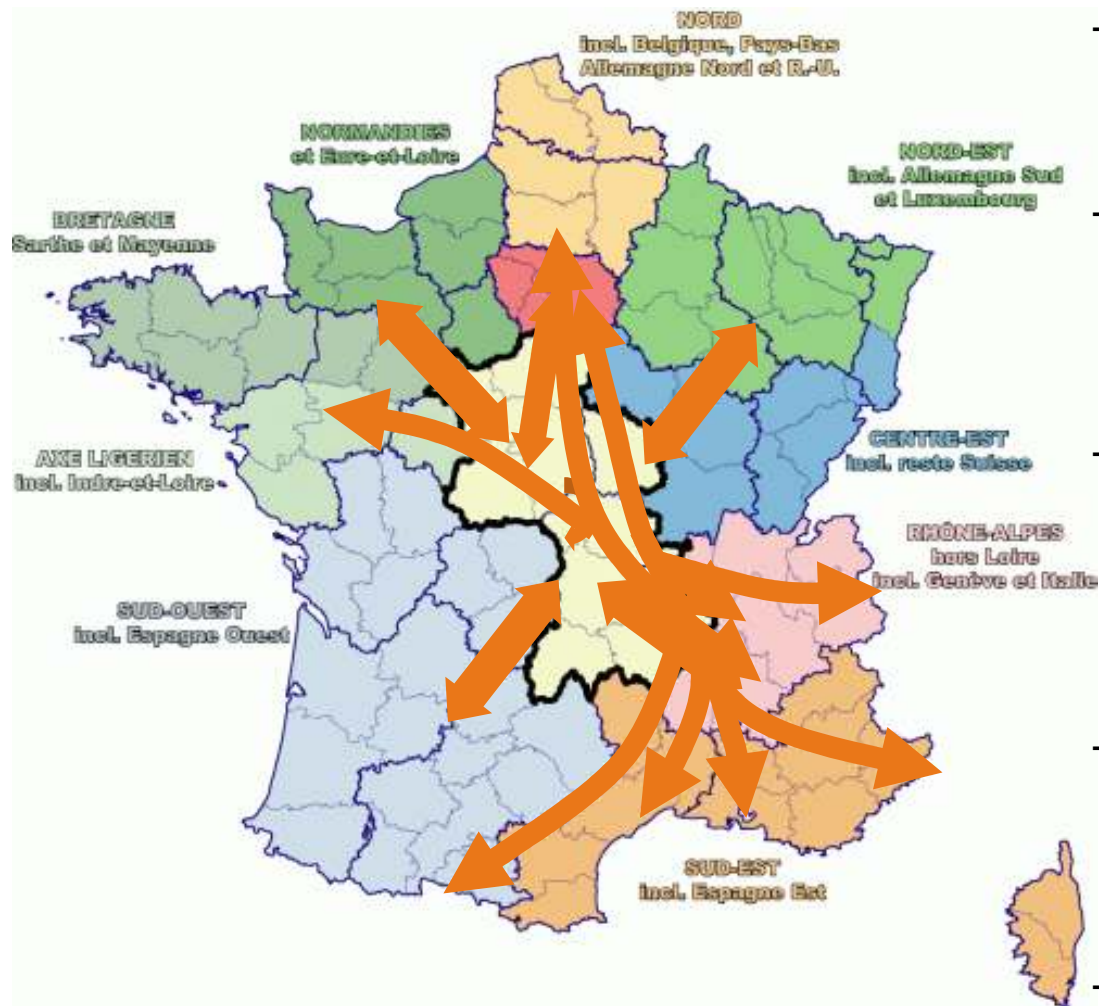 NORD
incl. Belgique, Pays-Bas
Allemagne Nord et R.-U.
NORMANDIES
et Eure-et-Loire
NORD-EST
incl. Allemagne Sud
et Luxembourg
BRETAGNE
Sarthe et Mayenne
AXE LIGERIEN
incl. Indre-et-Loire
CENTRE-EST
incl. reste Suisse
RHÔNE-ALPES
hors Loire
incl. Genève et Italie
SUD-OUEST
incl. Espagne Ouest
SUD-EST
incl. Espagne Est